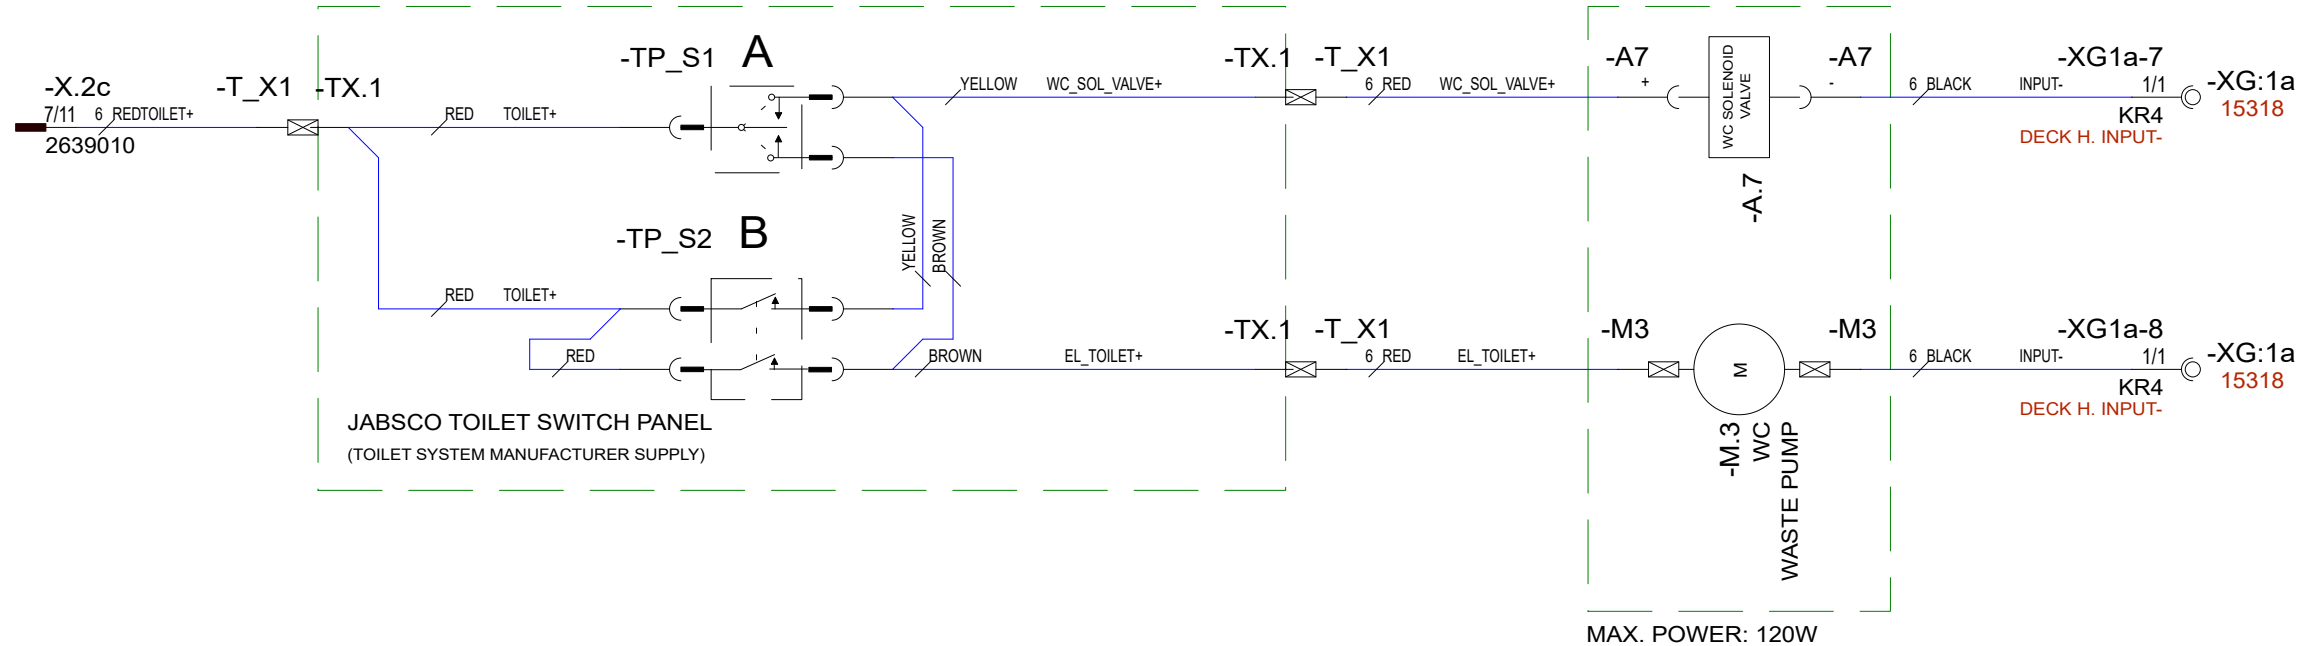 -X.2c
7/11 6 REDTOILET+
2639010
-T_X1
-TX.1
-TP_S1 A
RED TOILET+
YELLOW WC_SOL_VALVE+
-TX.1
-T_X1
6 RED WC_SOL_VALVE+
-A7
+
WC SOLENOID
VALVE
-A.7
-A7
-
6 BLACK INPUT-
-XG1a-7
1/1
KR4
DECK H. INPUT-
-XG:1a
15318
-TP_S2 B
YELLOW
BROWN
RED TOILET+
RED
BROWN EL_TOILET+
-TX.1
-T_X1
6 RED EL_TOILET+
-M3
M
-M3
-M.3
WC
WASTE PUMP
6 BLACK INPUT-
-XG1a-8
1/1
KR4
DECK H. INPUT-
-XG:1a
15318
JABSCO TOILET SWITCH PANEL
(TOILET SYSTEM MANUFACTURER SUPPLY)
MAX. POWER: 120W